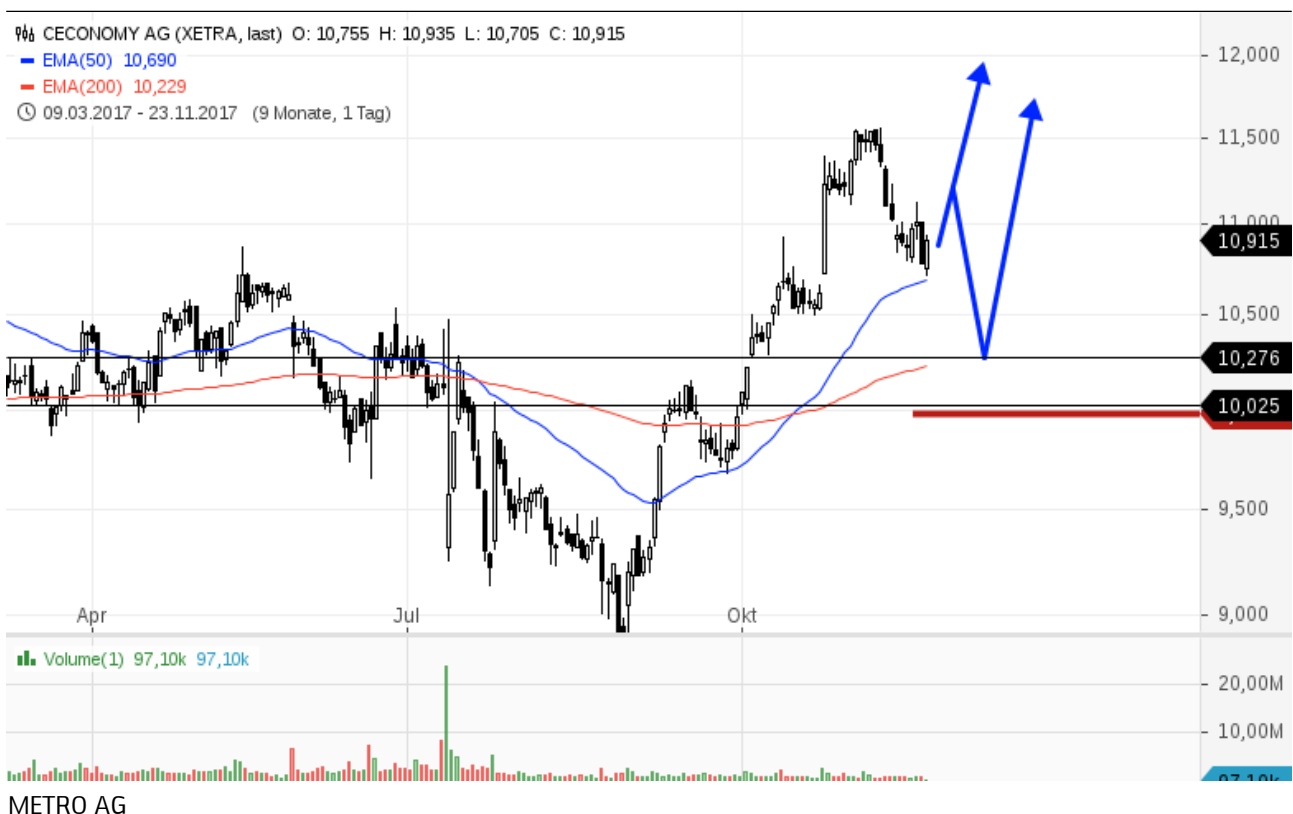 CECONOMY AG (XETRA, last) O: 10,755 H: 10,935 L: 10,705 C: 10,915
EMA(50) 10,690
EMA(200) 10,229
09.03.2017 - 23.11.2017 (9 Monate, 1 Tag)
12,000
11,500
11,000
10,915
10,500
10,276
10,025
9,500
9,000
Apr Jul Okt
Volume(1) 97,10k 97,10k
20,00M
10,00M
97,10k
METRO AG